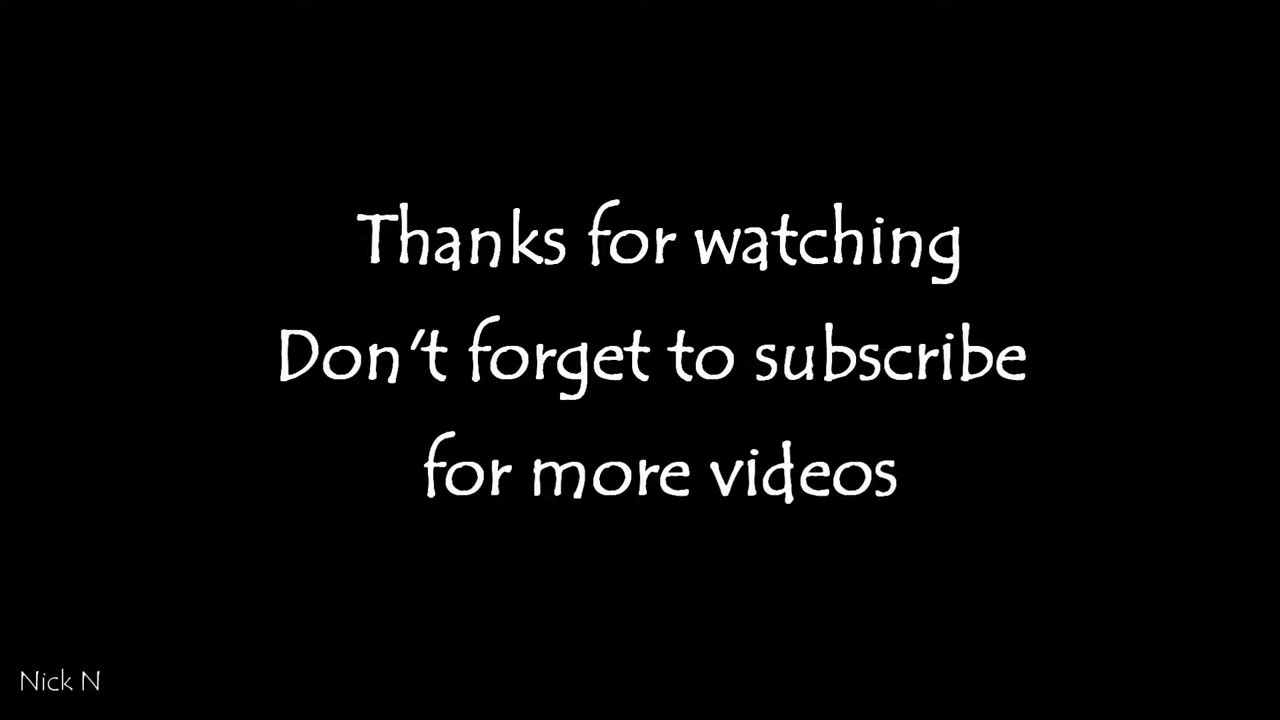 Thanks for watching
Don't forget to subscribe
for more videos
Nick N